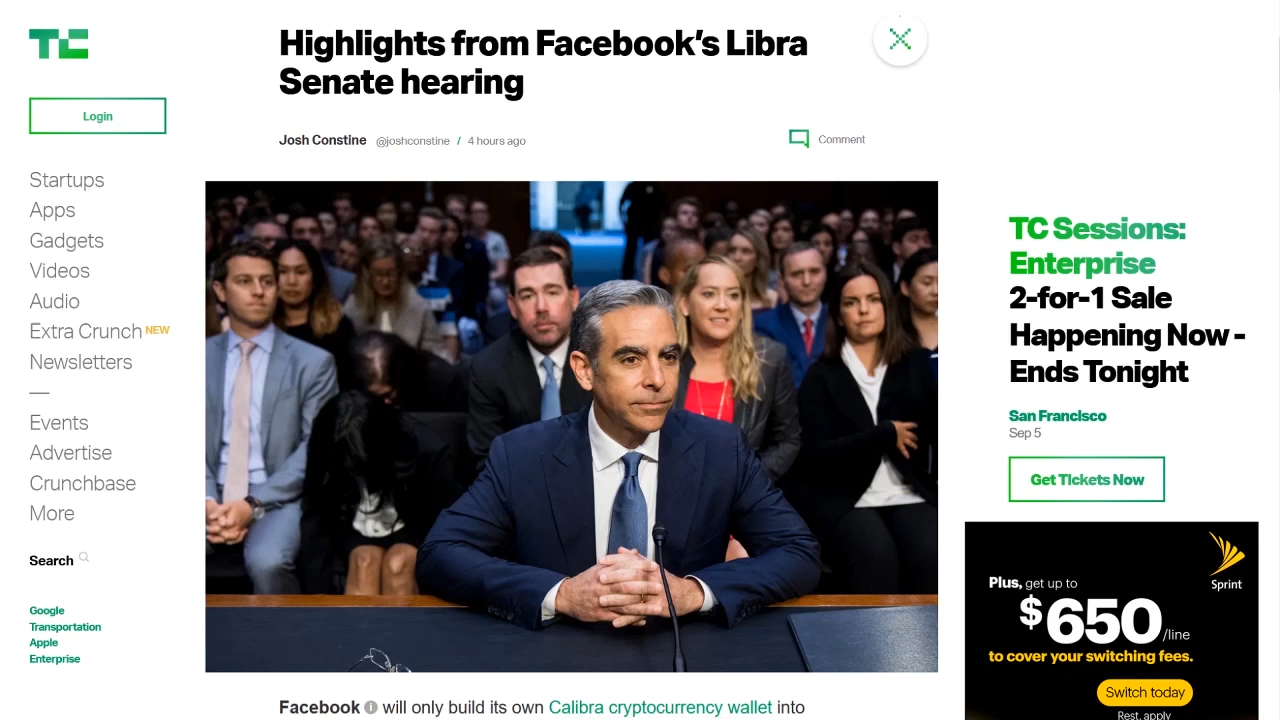 TC
Login
Startups
Apps
Gadgets
Videos
Audio
Extra Crunch NEW
Newsletters
—
Events
Advertise
Crunchbase
More
Search
Google
Transportation
Apple
Enterprise
Highlights from Facebook’s Libra
Senate hearing
Josh Constine @joshconstine / 4 hours ago
Comment
Facebook i will only build its own Calibra cryptocurrency wallet into
TC Sessions:
Enterprise
2-for-1 Sale
Happening Now -
Ends Tonight
San Francisco
Sep 5
Get Tickets Now
Sprint
Plus, get up to
$650/line
to cover your switching fees.
Switch today
Rest. apply